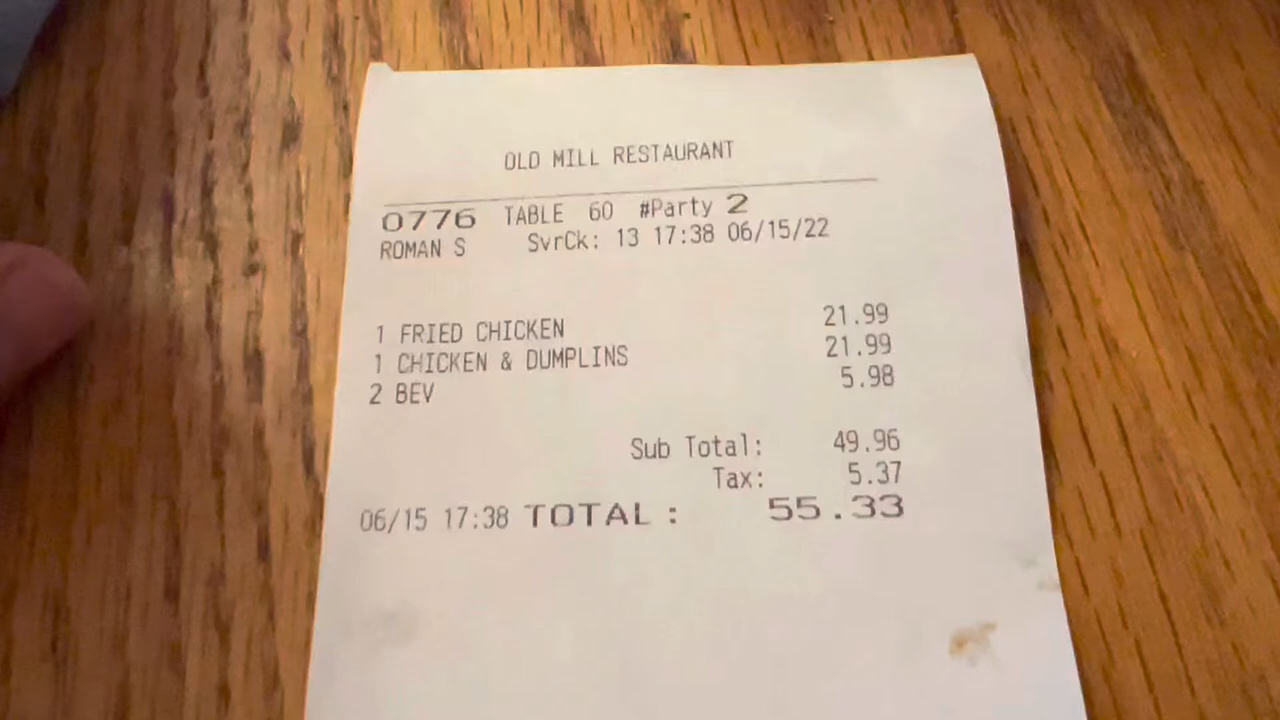 OLD MILL RESTAURANT
0776 TABLE 60 #Party 2
ROMAN S SvrCk: 13 17:38 06/15/22
1 FRIED CHICKEN 21.99
1 CHICKEN & DUMPLINS 21.99
2 BEV 5.98
Sub Total: 49.96
Tax: 5.37
06/15 17:38 TOTAL : 55.33